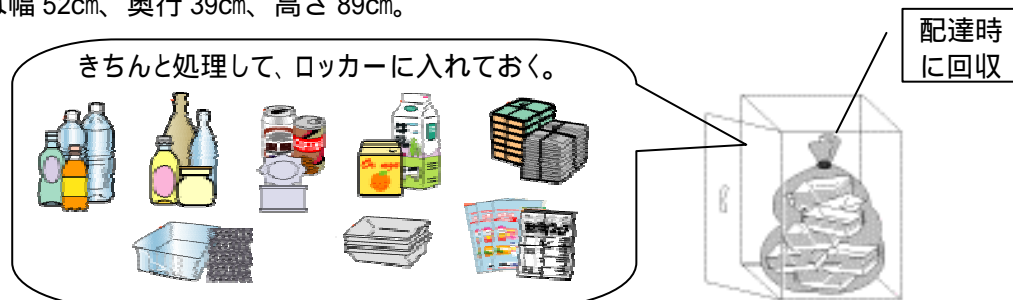 幅 52㎝、奥行 39㎝、高さ 89㎝。
配達時
に回収
きちんと処理して、ロッカーに入れておく。